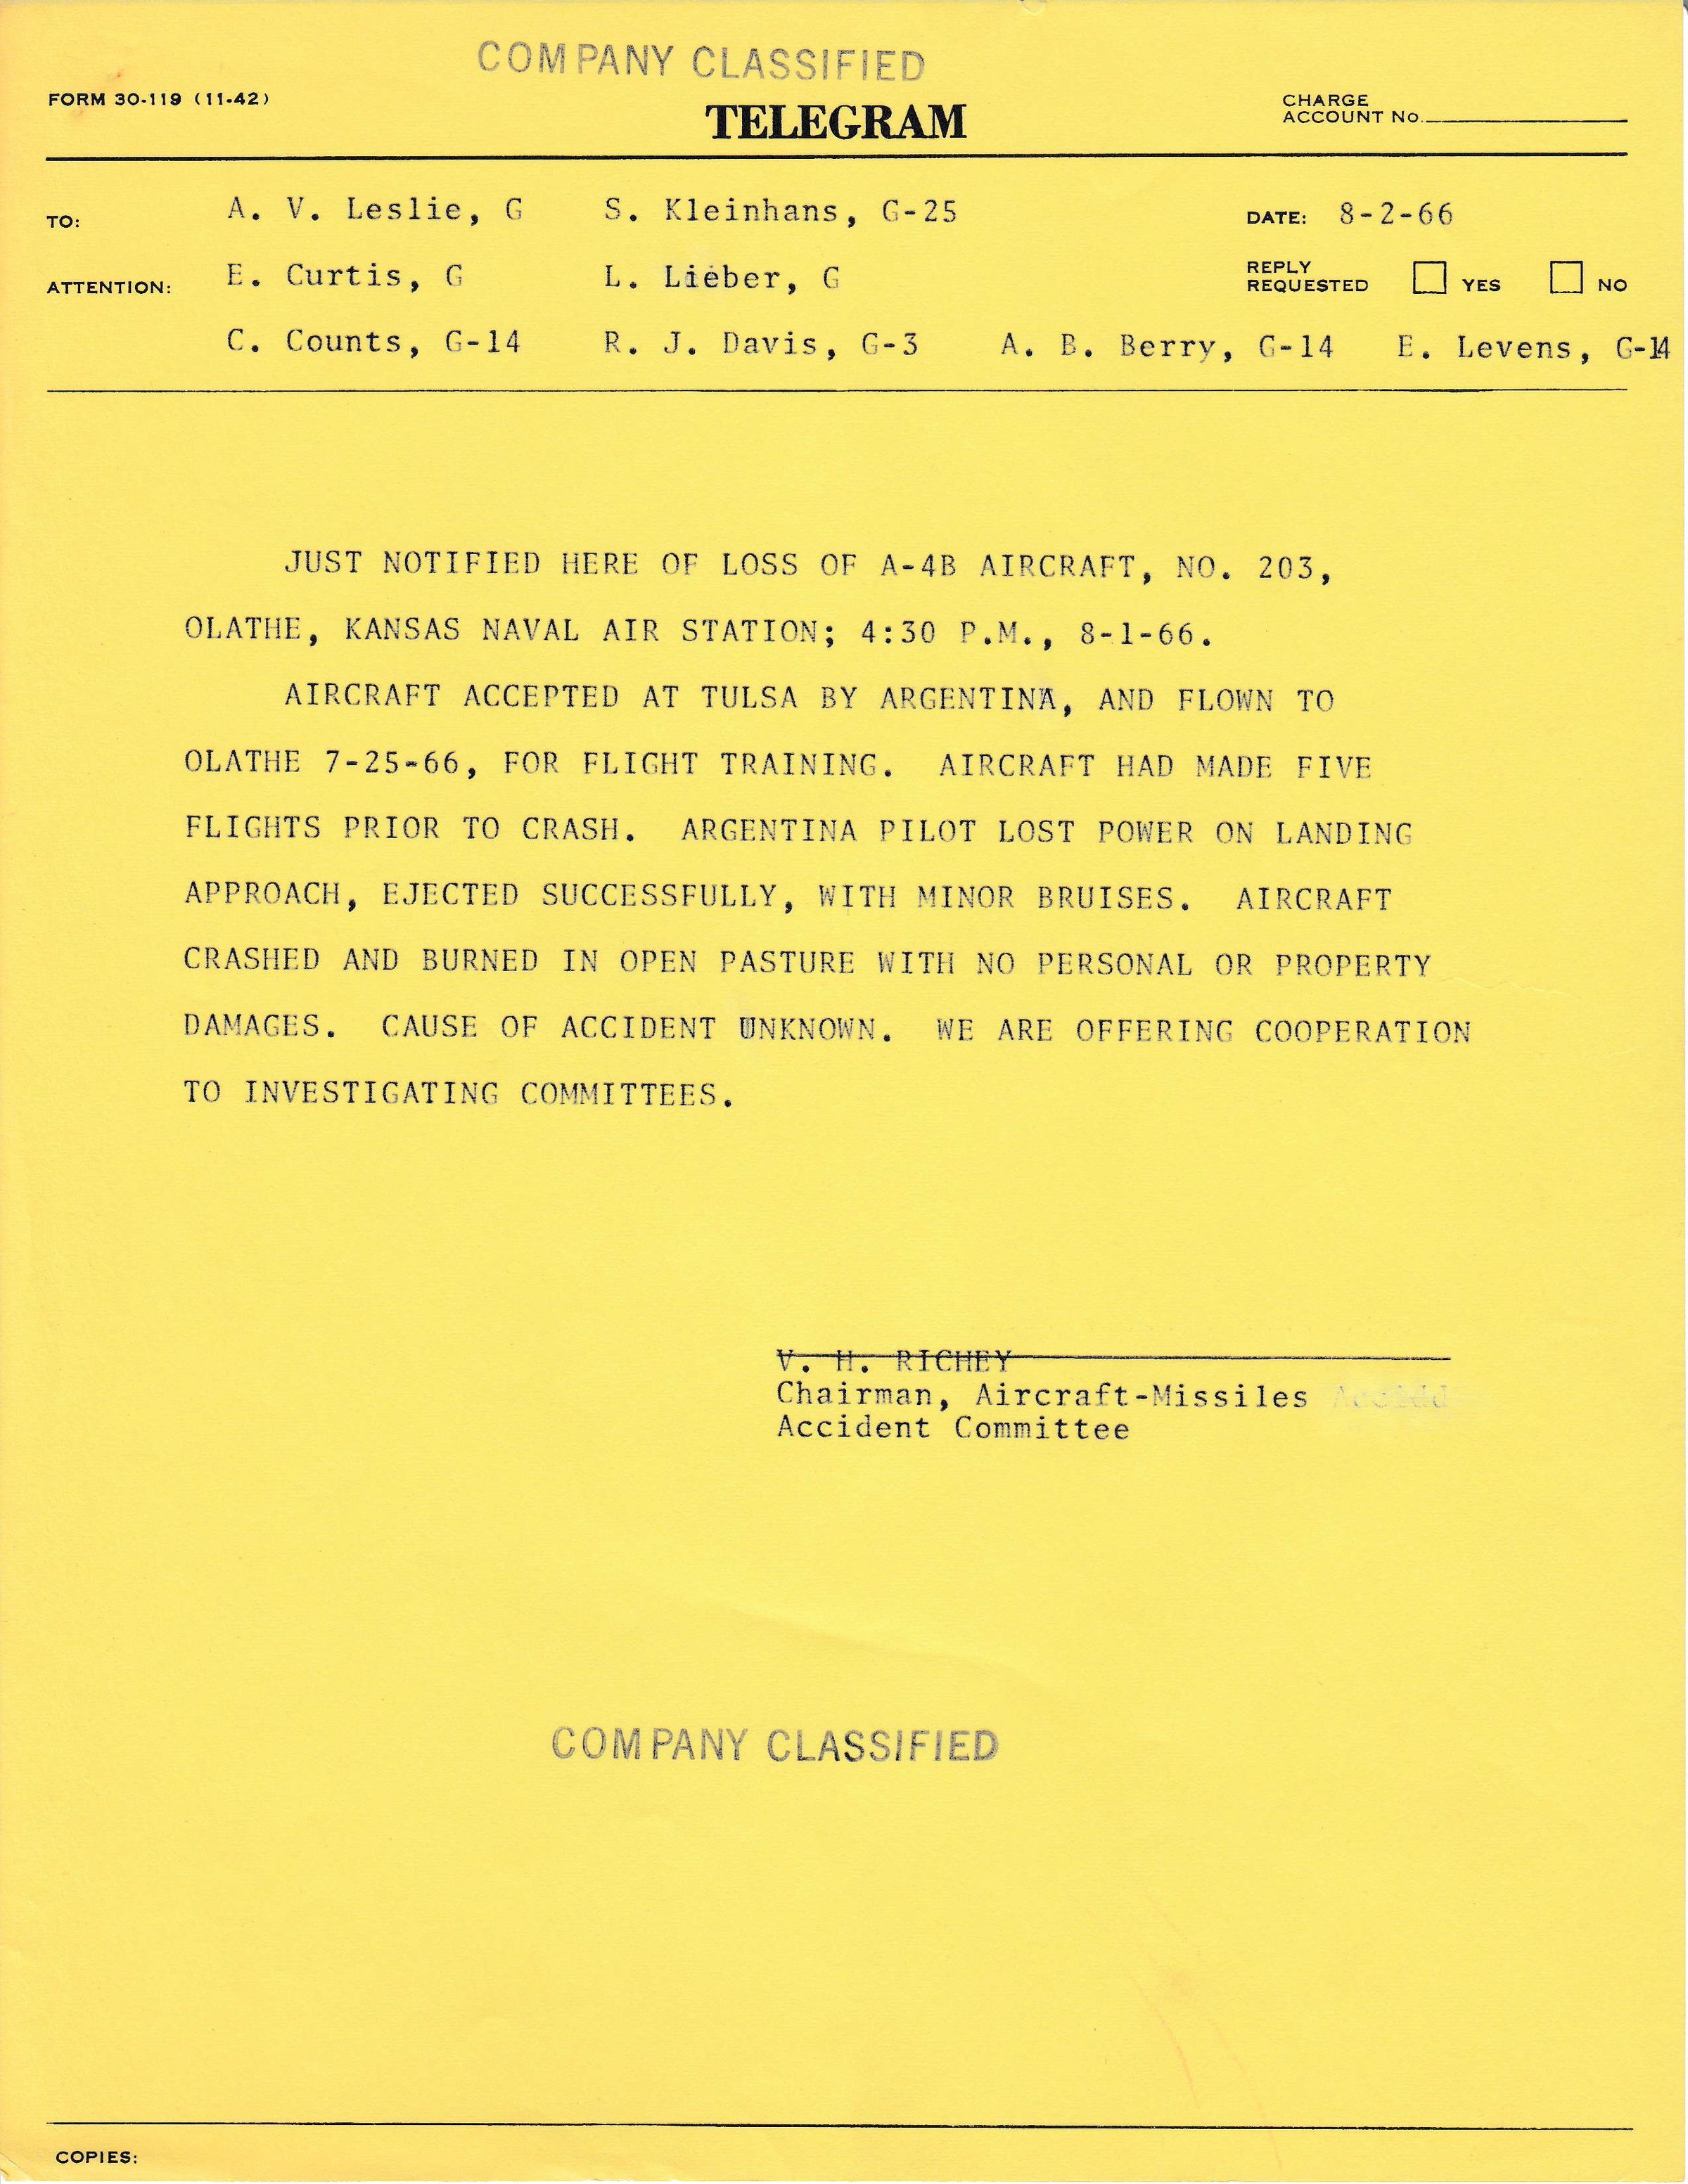 COMPANY CLASSIFIED
FORM 30-119 (11-42)
TELEGRAM
CHARGE
ACCOUNT No.
TO:
A. V. Leslie, G S. Kleinhans, G-25
DATE: 8-2-66
ATTENTION:
E. Curtis, G L. Lieber, G
REPLY
REQUESTED YES NO
C. Counts, G-14 R. J. Davis, G-3 A. B. Berry, G-14 E. Levens, G-14
JUST NOTIFIED HERE OF LOSS OF A-4B AIRCRAFT, NO. 203,
OLATHE, KANSAS NAVAL AIR STATION; 4:30 P.M., 8-1-66.
AIRCRAFT ACCEPTED AT TULSA BY ARGENTINA, AND FLOWN TO
OLATHE 7-25-66, FOR FLIGHT TRAINING. AIRCRAFT HAD MADE FIVE
FLIGHTS PRIOR TO CRASH. ARGENTINA PILOT LOST POWER ON LANDING
APPROACH, EJECTED SUCCESSFULLY, WITH MINOR BRUISES. AIRCRAFT
CRASHED AND BURNED IN OPEN PASTURE WITH NO PERSONAL OR PROPERTY
DAMAGES. CAUSE OF ACCIDENT UNKNOWN. WE ARE OFFERING COOPERATION
TO INVESTIGATING COMMITTEES.
V. H. RICHEY
Chairman, Aircraft-Missiles
Accident Committee
COMPANY CLASSIFIED
COPIES: